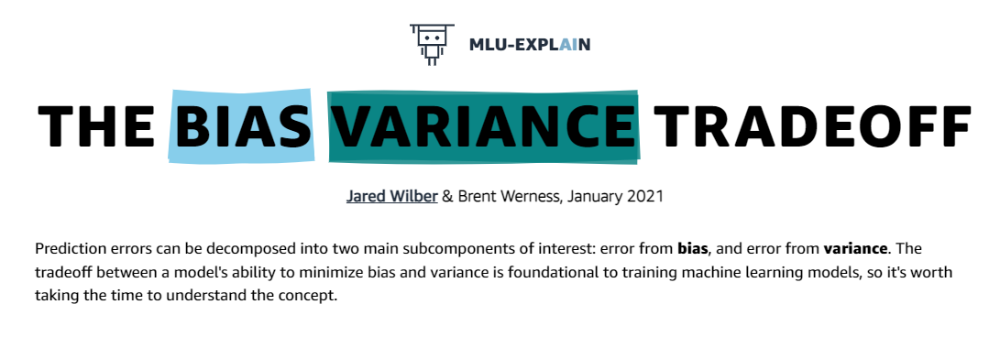 MLU-EXPLAIN
THE BIAS VARIANCE TRADEOFF
Jared Wilber & Brent Werness, January 2021
Prediction errors can be decomposed into two main subcomponents of interest: error from bias, and error from variance. The
tradeoff between a model's ability to minimize bias and variance is foundational to training machine learning models, so it's worth
taking the time to understand the concept.